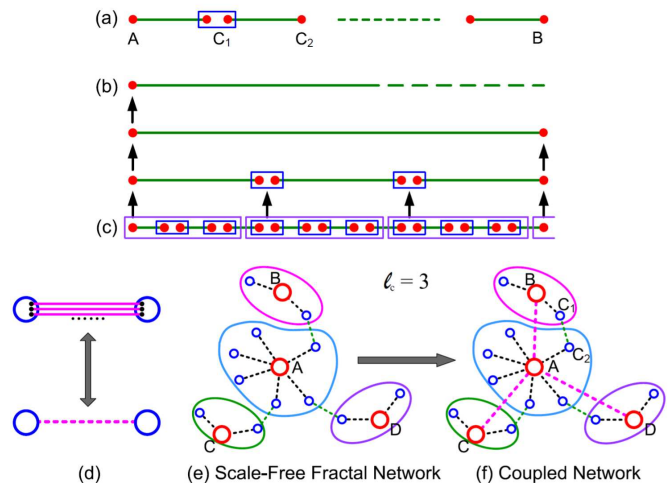 (a)
A C₁ C₂ B
(b)
(c)
ℓc = 3
B B
C₁
C₂
A A
C D C D
(d) (e) Scale-Free Fractal Network (f) Coupled Network